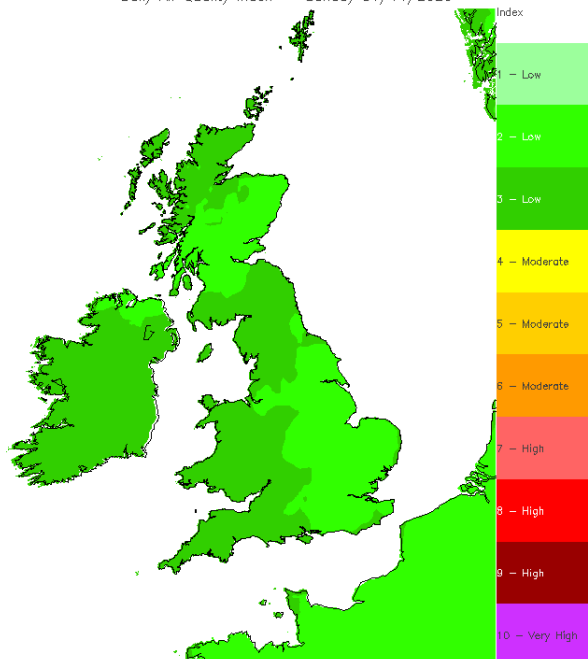 Index
1 - Low
2 - Low
3 - Low
4 - Moderate
5 - Moderate
6 - Moderate
7 - High
8 - High
9 - High
10 - Very High